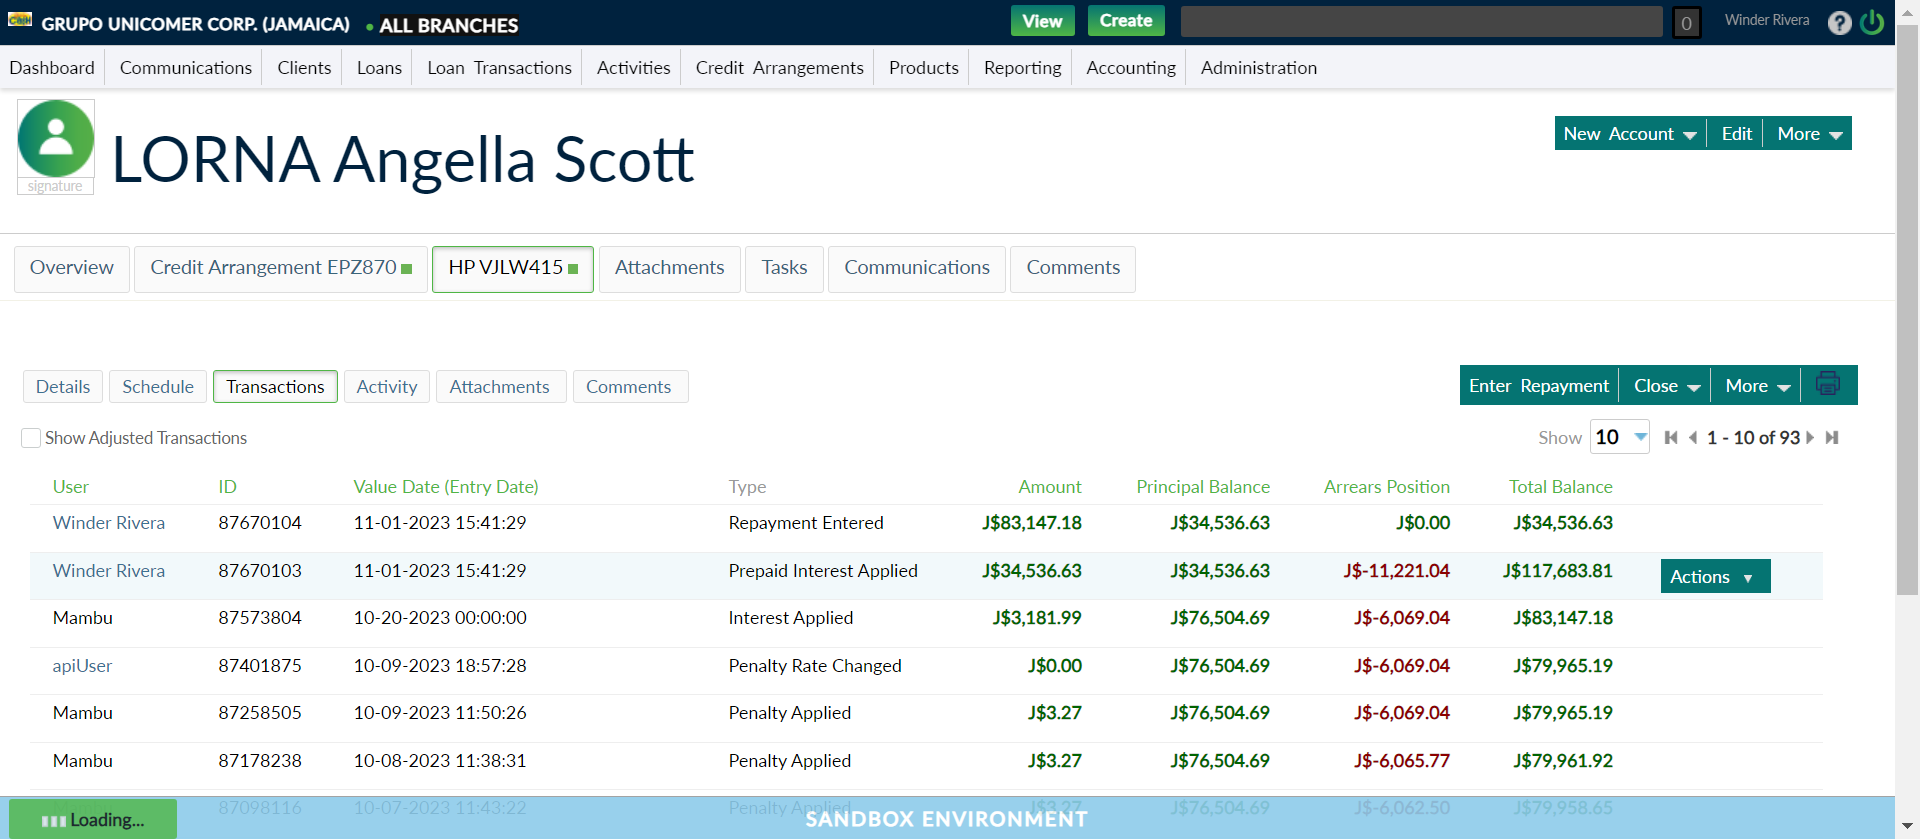 GRUPO UNICOMER CORP. (JAMAICA) • ALL BRANCHES View Create 0 Winder Rivera ?
Dashboard Communications Clients Loans Loan Transactions Activities Credit Arrangements Products Reporting Accounting Administration
signature
LORNA Angella Scott
New Account Edit More
Overview Credit Arrangement EPZ870 HP VJLW415 Attachments Tasks Communications Comments
Details Schedule Transactions Activity Attachments Comments
Enter Repayment Close More
Show Adjusted Transactions
Show 10 1 - 10 of 93
User ID Value Date (Entry Date) Type Amount Principal Balance Arrears Position Total Balance
Winder Rivera 87670104 11-01-2023 15:41:29 Repayment Entered J$83,147.18 J$34,536.63 J$0.00 J$34,536.63
Winder Rivera 87670103 11-01-2023 15:41:29 Prepaid Interest Applied J$34,536.63 J$34,536.63 J$-11,221.04 J$117,683.81 Actions ▼
Mambu 87573804 10-20-2023 00:00:00 Interest Applied J$3,181.99 J$76,504.69 J$-6,069.04 J$83,147.18
apiUser 87401875 10-09-2023 18:57:28 Penalty Rate Changed J$0.00 J$76,504.69 J$-6,069.04 J$79,965.19
Mambu 87258505 10-09-2023 11:50:26 Penalty Applied J$3.27 J$76,504.69 J$-6,069.04 J$79,965.19
Mambu 87178238 10-08-2023 11:38:31 Penalty Applied J$3.27 J$76,504.69 J$-6,065.77 J$79,961.92
Mambu 87098116 10-07-2023 11:43:22 Penalty Applied J$3.27 J$76,504.69 J$-6,062.50 J$79,958.65
Loading...
SANDBOX ENVIRONMENT